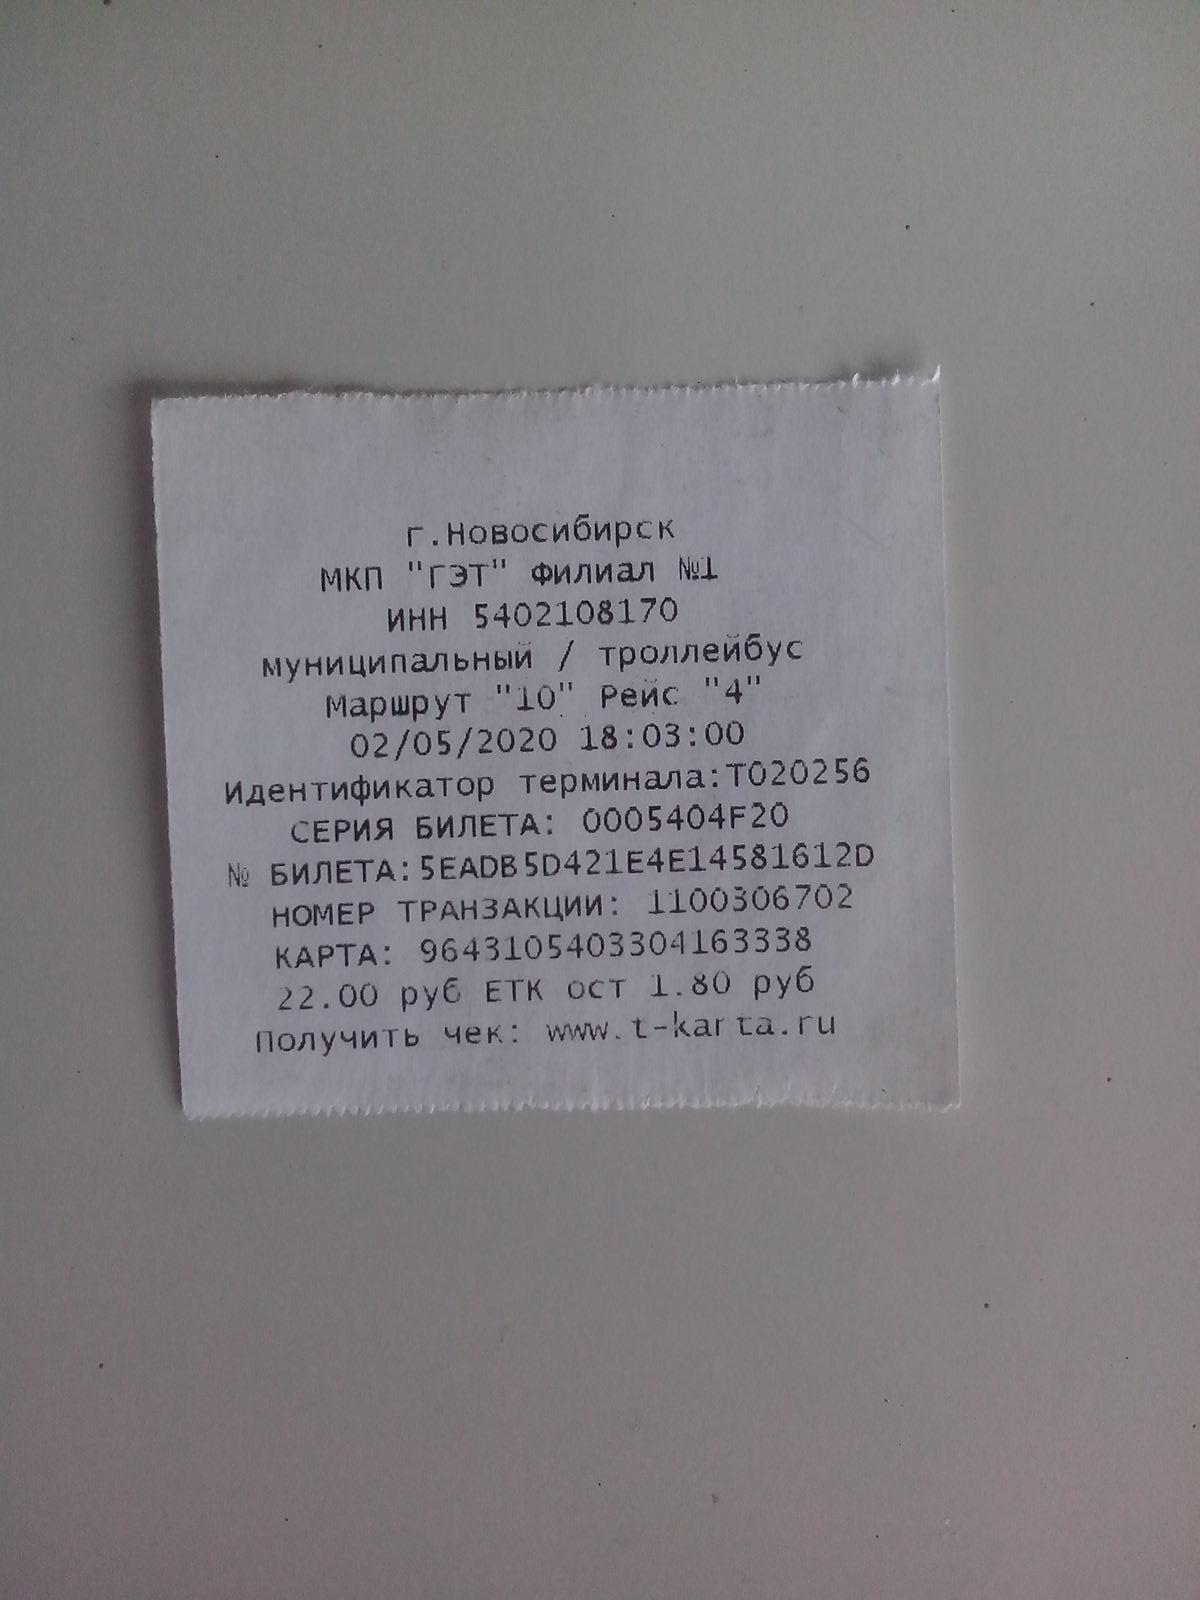 г.Новосибирск
МКП "ГЭТ" Филиал №1
ИНН 5402108170
муниципальный / троллейбус
Маршрут "10" Рейс "4"
02/05/2020 18:03:00
Идентификатор терминала:T020256
СЕРИЯ БИЛЕТА: 0005404F20
№ БИЛЕТА:5EADB5D421E4E14581612D
НОМЕР ТРАНЗАКЦИИ: 1100306702
КАРТА: 9643105403304163338
22.00 руб ЕТК ост 1.80 руб
Получить чек: www.t-karta.ru